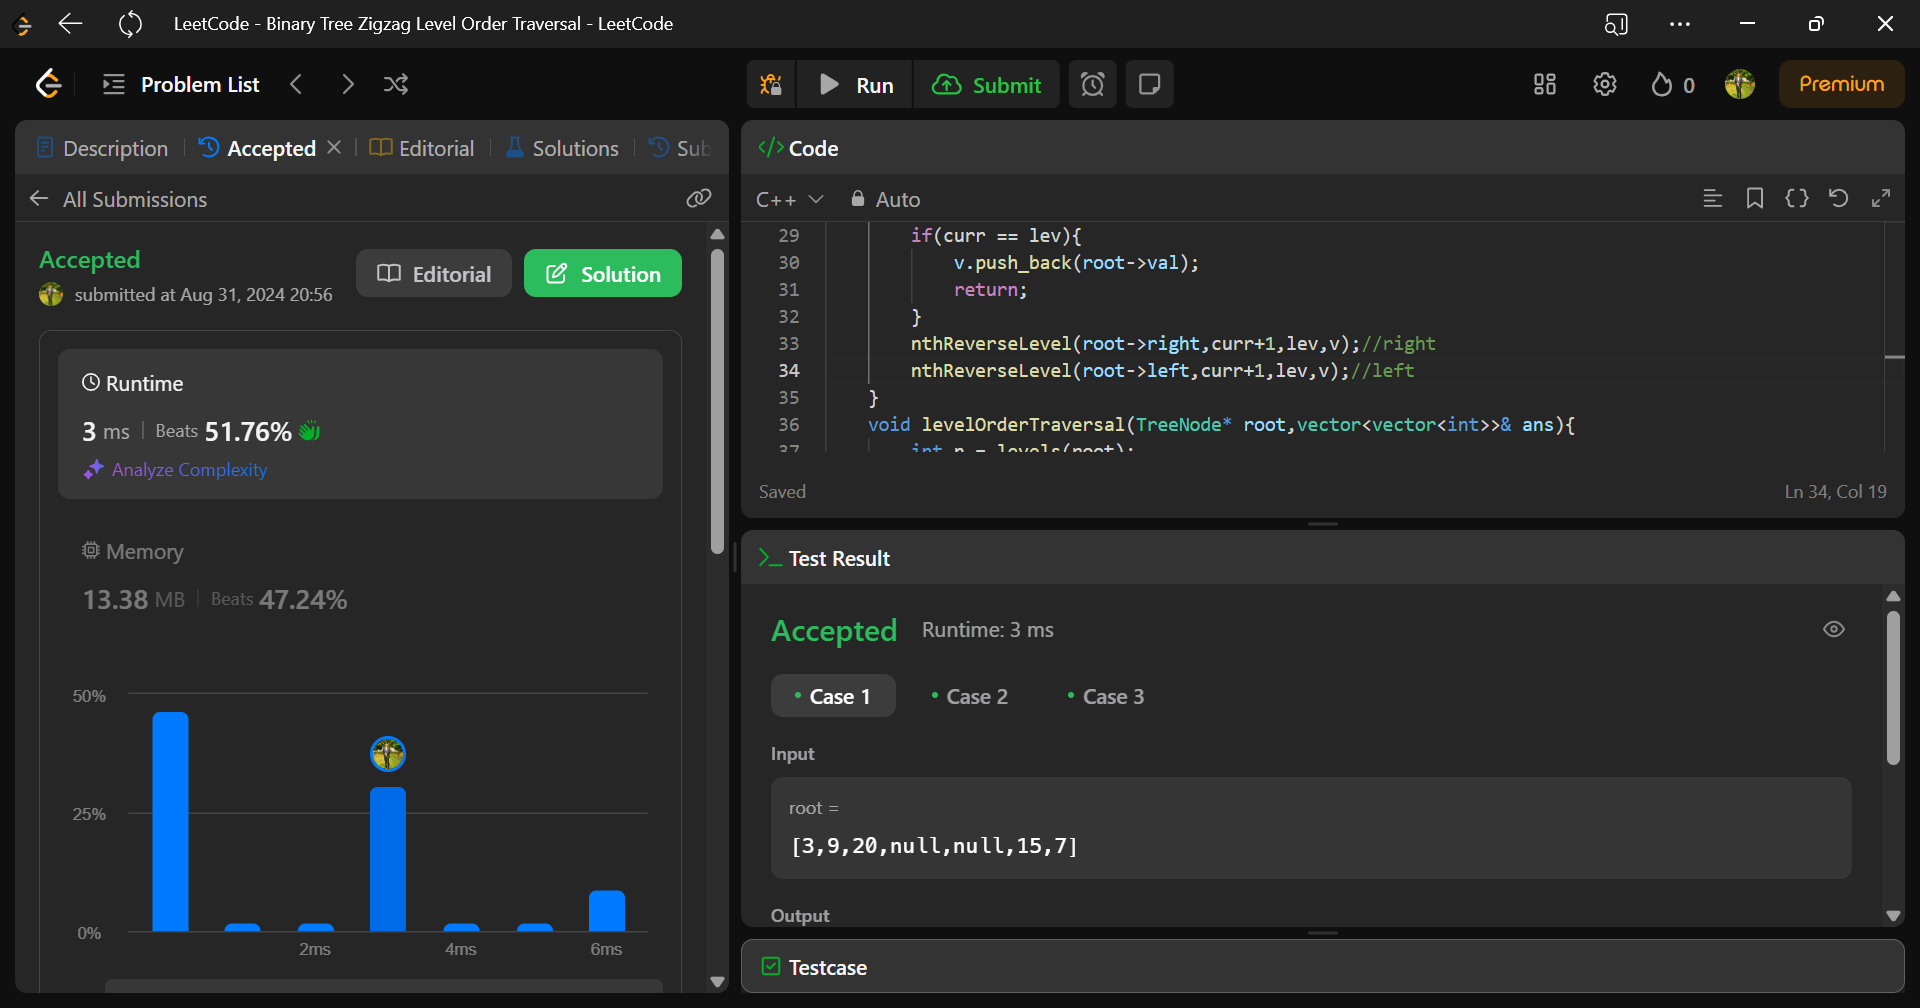 LeetCode - Binary Tree Zigzag Level Order Traversal - LeetCode
Problem List
Run
Submit
0
Premium
Description
Accepted
Editorial
Solutions
Sub
All Submissions
Accepted
submitted at Aug 31, 2024 20:56
Editorial
Solution
Runtime
3 ms
Beats 51.76%
Analyze Complexity
Memory
13.38 MB
Beats 47.24%
50%
25%
0%
2ms
4ms
6ms
</> Code
C++
Auto
29 if(curr == lev){
30 v.push_back(root->val);
31 return;
32 }
33 nthReverseLevel(root->right,curr+1,lev,v);//right
34 nthReverseLevel(root->left,curr+1,lev,v);//left
35 }
36 void levelOrderTraversal(TreeNode* root,vector<vector<int>>& ans){
37 int n = levels(root);
Saved
Ln 34, Col 19
Test Result
Accepted
Runtime: 3 ms
Case 1
Case 2
Case 3
Input
root =
[3,9,20,null,null,15,7]
Output
Testcase